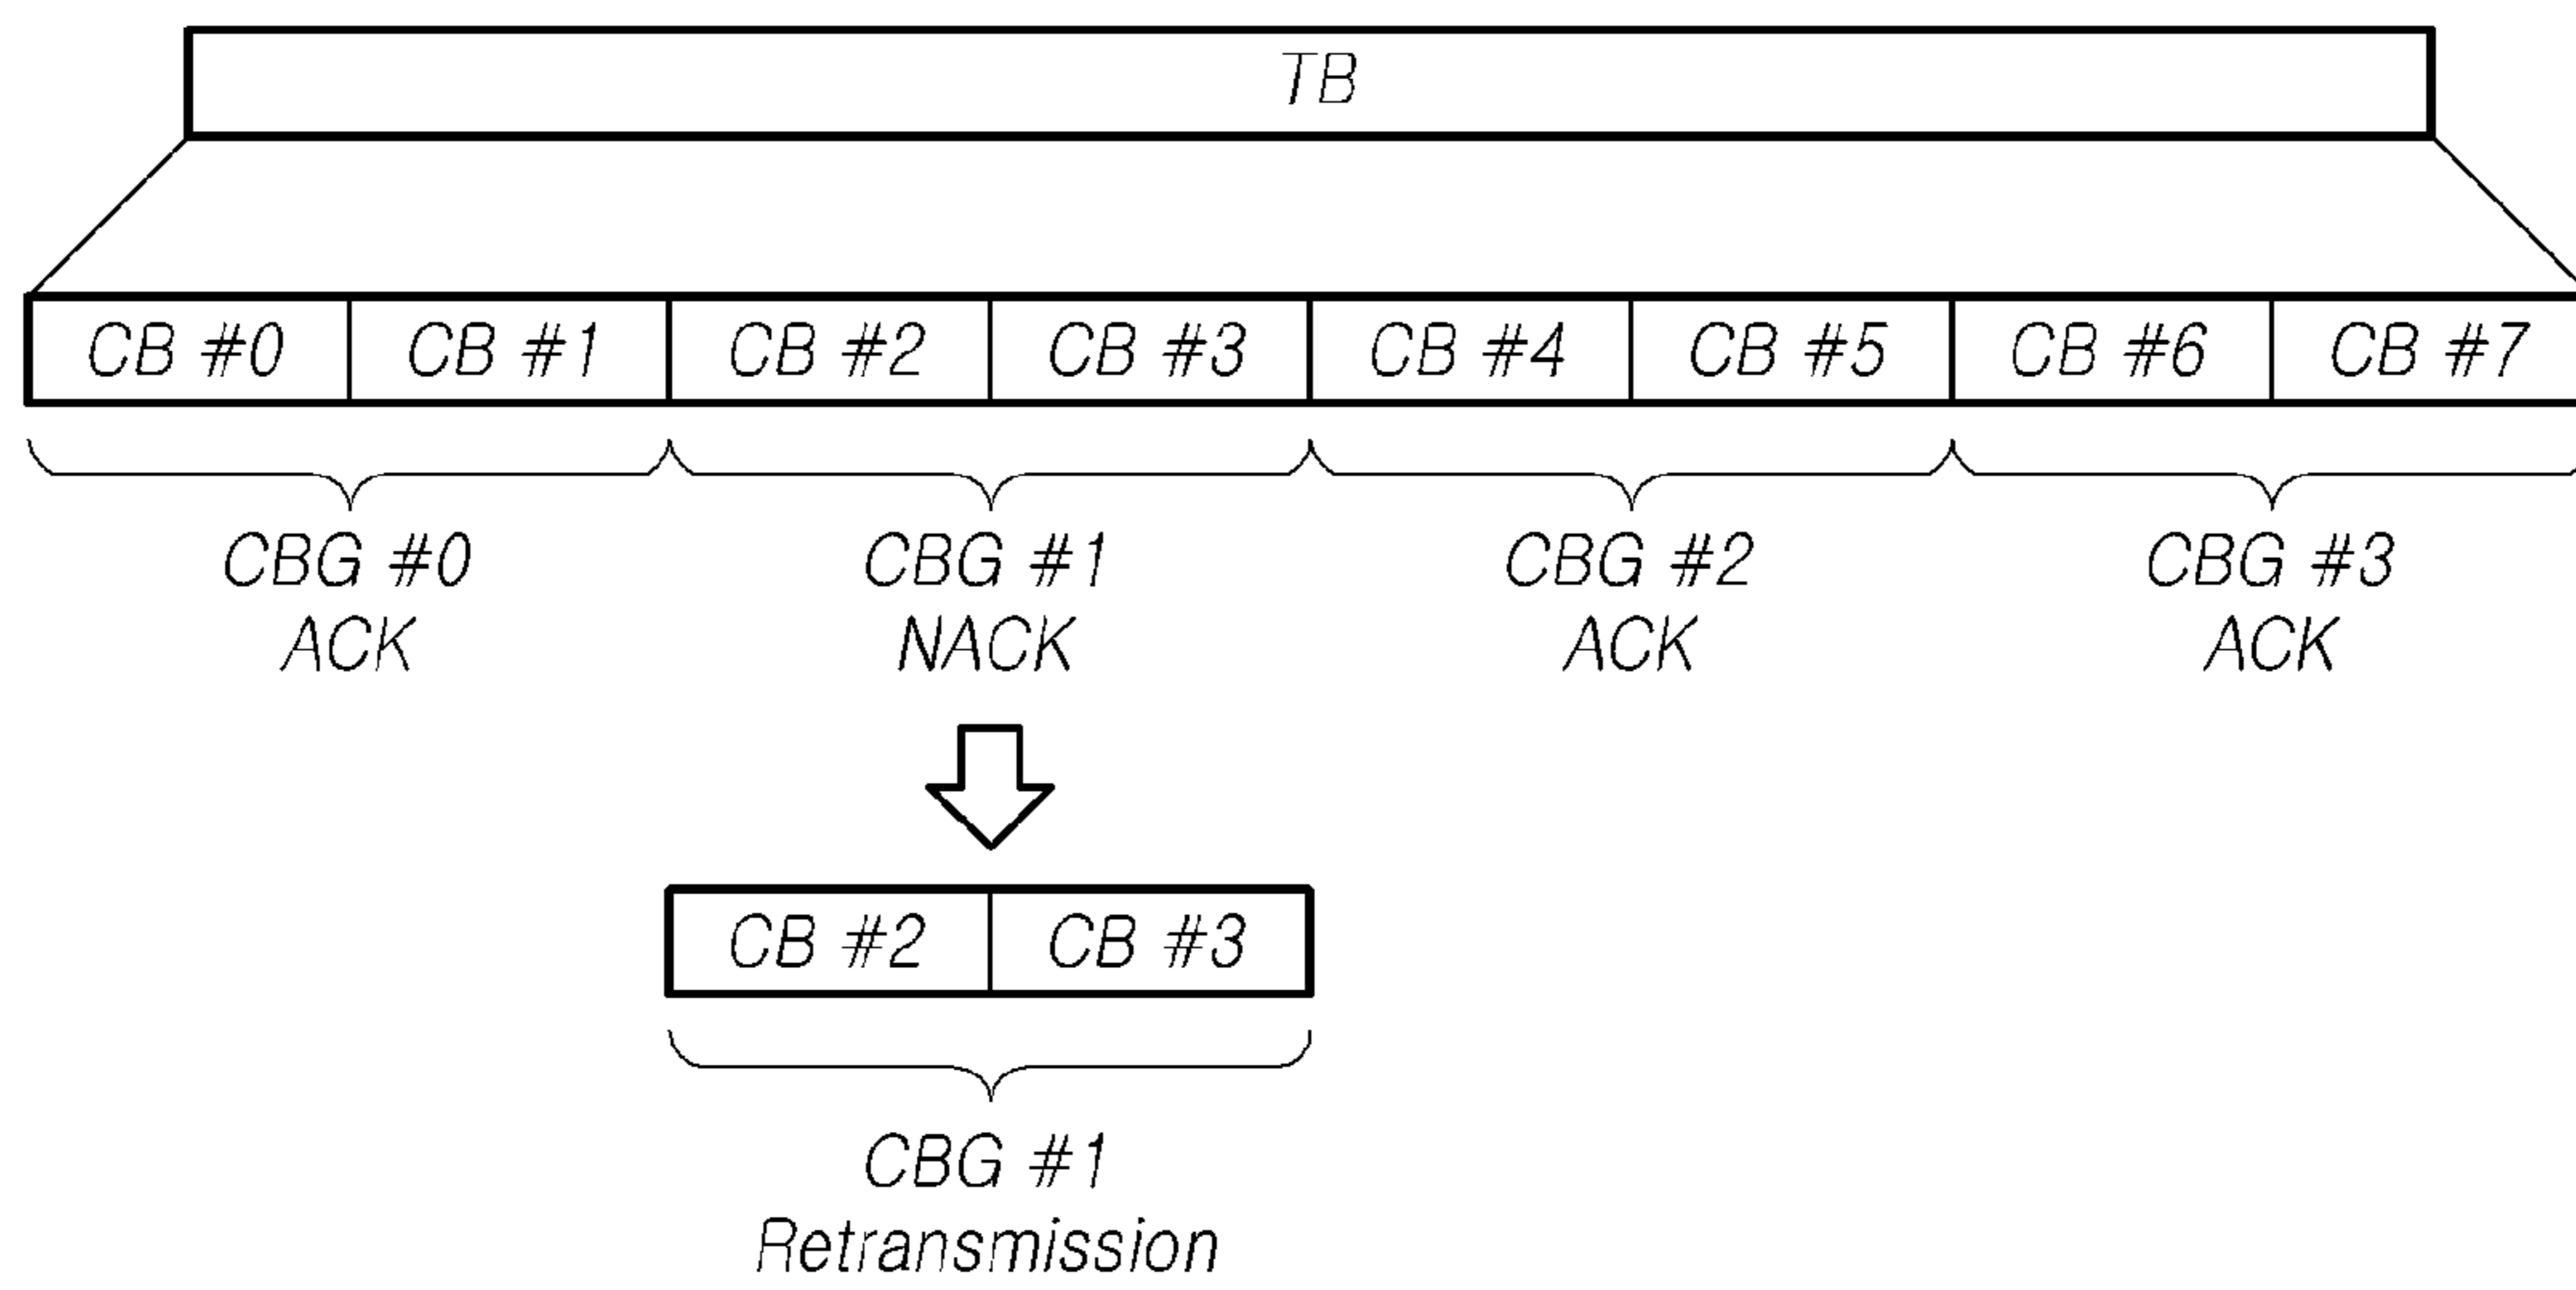 TB
CB #0 CB #1 CB #2 CB #3 CB #4 CB #5 CB #6 CB #7
CBG #0 CBG #1 CBG #2 CBG #3
ACK NACK ACK ACK
CB #2 CB #3
CBG #1
Retransmission